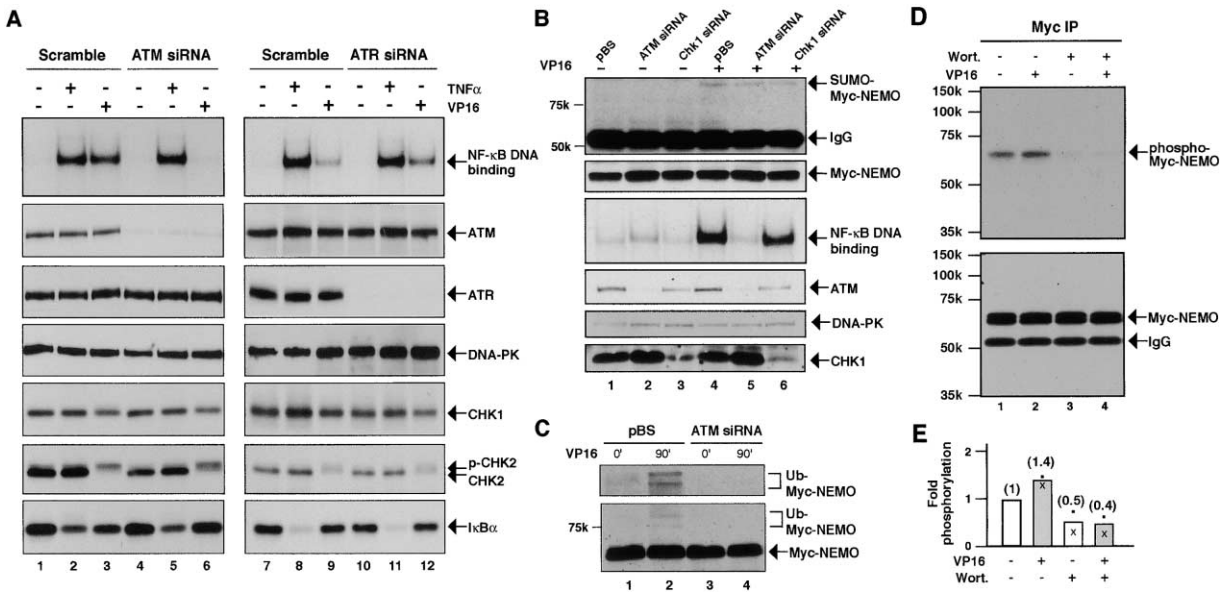 A
Scramble ATM siRNA Scramble ATR siRNA
- + - - + - - + - - + - TNFα
- - + - - + - - + - - + VP16
NF-κB DNA
binding
ATM
ATR
DNA-PK
CHK1
p-CHK2
CHK2
IκBα
1 2 3 4 5 6 7 8 9 10 11 12
B
pBS ATM siRNA Chk1 siRNA pBS ATM siRNA Chk1 siRNA
VP16 - - - + + +
SUMO-
Myc-NEMO
75k
IgG
50k
Myc-NEMO
NF-κB DNA
binding
ATM
DNA-PK
CHK1
1 2 3 4 5 6
C
pBS ATM siRNA
VP16 0' 90' 0' 90'
Ub-
Myc-NEMO
Ub-
Myc-NEMO
75k
Myc-NEMO
1 2 3 4
D
Myc IP
Wort. - - + +
VP16 - + - +
150k
100k
75k
phospho-
Myc-NEMO
50k
35k
150k
100k
75k
Myc-NEMO
IgG
50k
35k
1 2 3 4
E
Fold
phosphorylation
2
1
0
(1) (1.4) (0.5) (0.4)
x x x
VP16 - + - +
Wort. - - + +